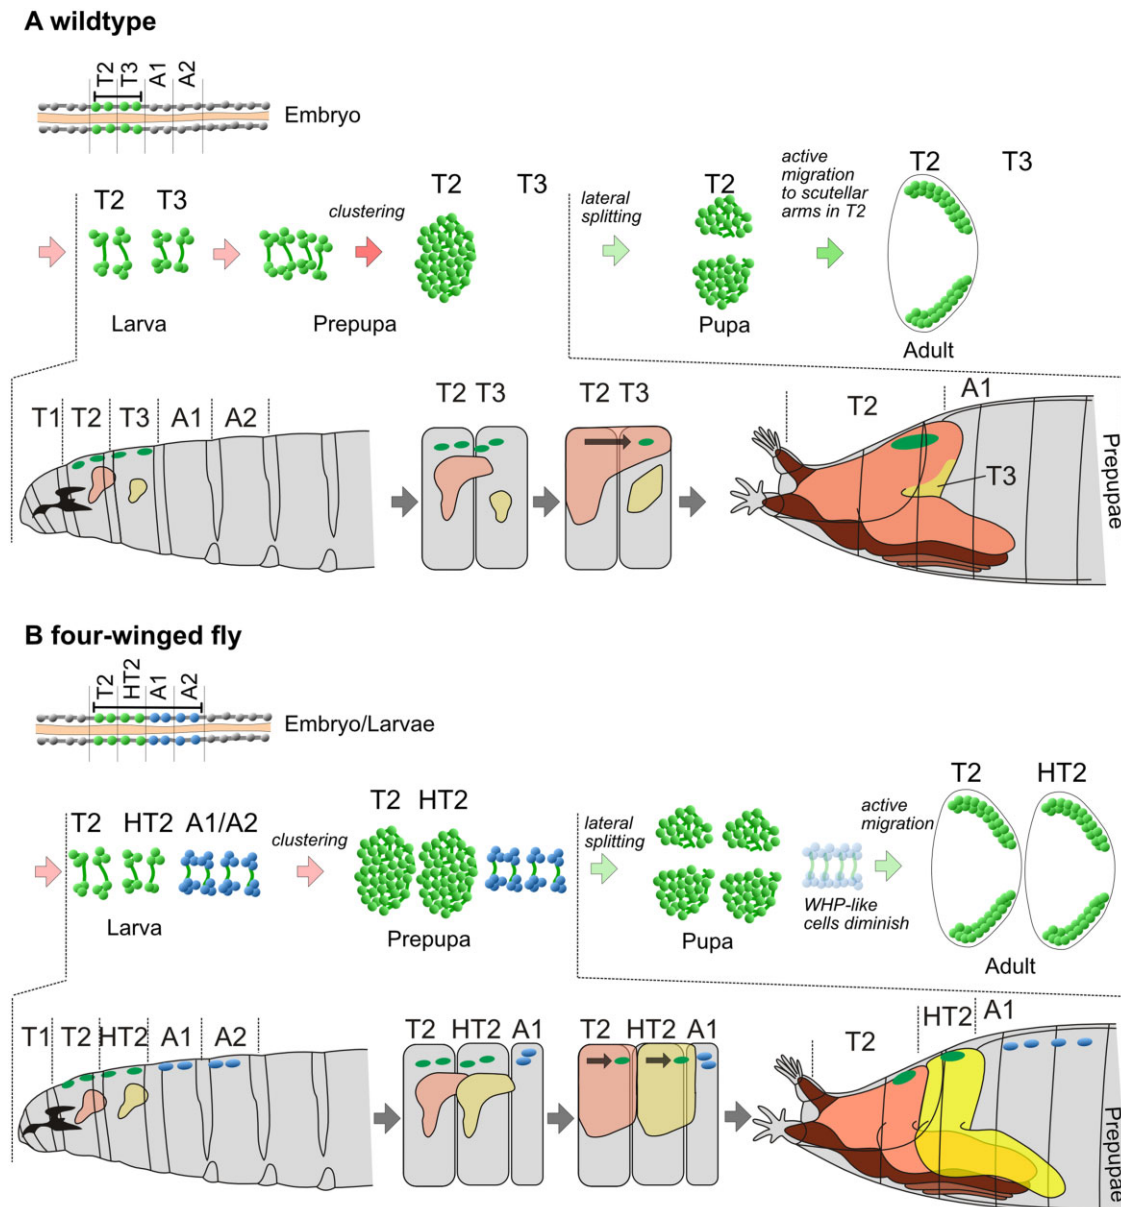 A wildtype
T2 T3 A1 A2
Embryo
T2 T3
clustering
T2 T3
lateral
splitting
T2
active
migration
to scutellar
arms in T2
T2 T3
Larva
Prepupa
Pupa
Adult
T1 T2 T3 A1 A2
T2 T3
T2 T3
T2 A1
T3
Prepupae
B four-winged fly
T2 HT2 A1 A2
Embryo/Larvae
T2 HT2 A1/A2
clustering
T2 HT2
lateral
splitting
active
migration
T2 HT2
WHP-like
cells diminish
Larva
Prepupa
Pupa
Adult
T1 T2 HT2 A1 A2
T2 HT2 A1
T2 HT2 A1
T2 HT2 A1
Prepupae